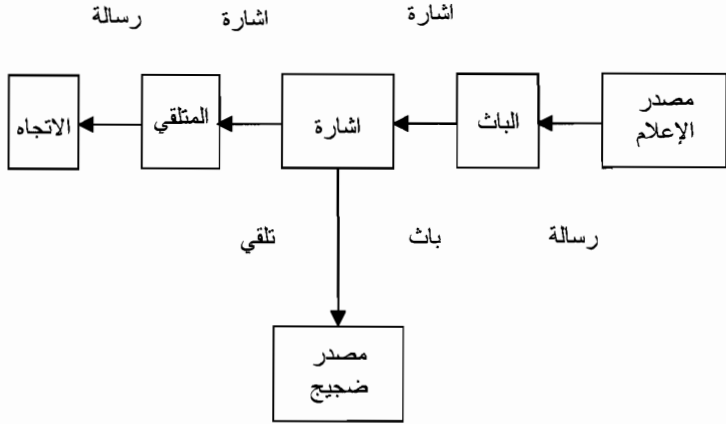 اشارة
اشارة
رسالة
مصدر
الإعلام
الباث
اشارة
المتلقي
الاتجاه
رسالة
باث
تلقي
مصدر
ضجيج